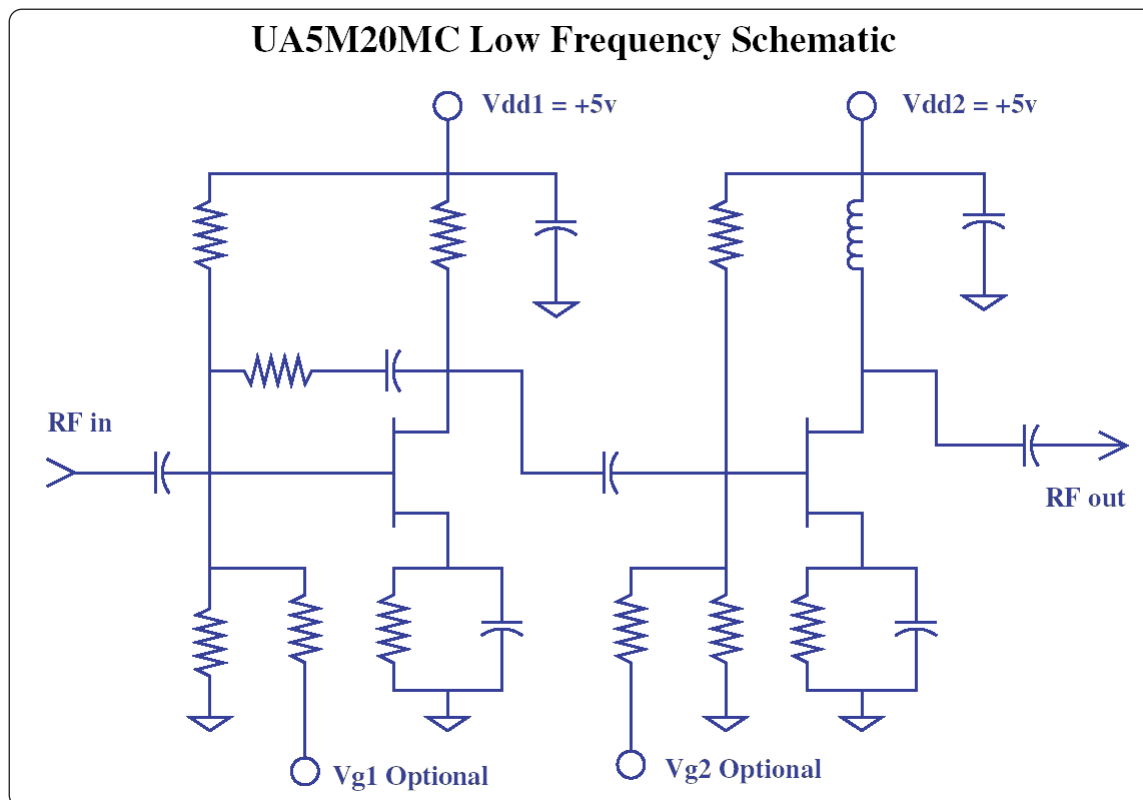 UA5M20MC Low Frequency Schematic
Vdd1 = +5v
Vdd2 = +5v
RF in
RF out
Vg1 Optional
Vg2 Optional